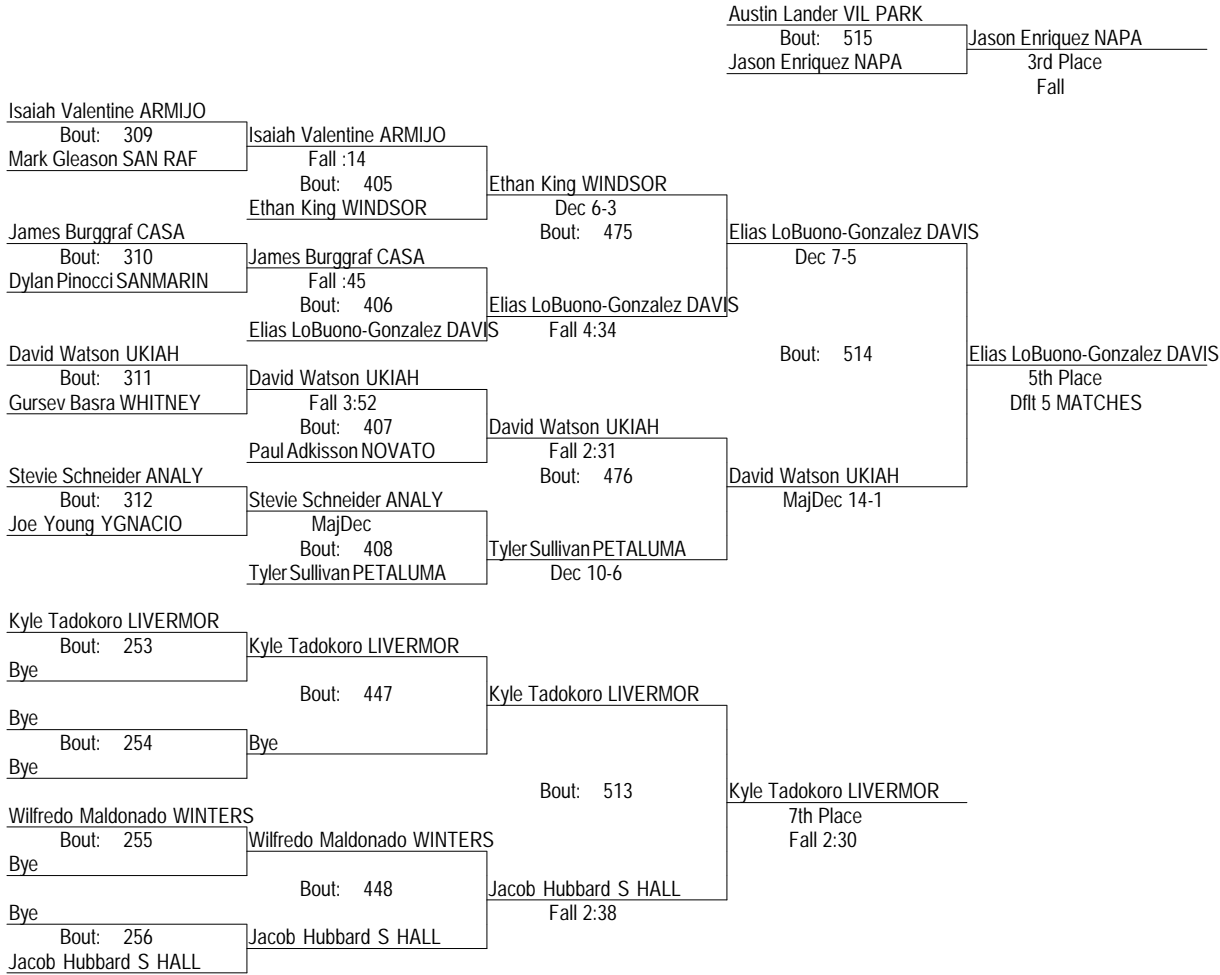 Austin Lander VIL PARK
Bout: 515
Jason Enriquez NAPA
Jason Enriquez NAPA
3rd Place
Fall
Isaiah Valentine ARMIJO
Bout: 309
Isaiah Valentine ARMIJO
Mark Gleason SAN RAF
Fall :14
Bout: 405
Ethan King WINDSOR
Ethan King WINDSOR
Dec 6-3
James Burggraf CASA
Bout: 475
Elias LoBuono-Gonzalez DAVIS
Bout: 310
James Burggraf CASA
Dec 7-5
Dylan Pinocci SANMARIN
Fall :45
Bout: 406
Elias LoBuono-Gonzalez DAVIS
Elias LoBuono-Gonzalez DAVIS
Fall 4:34
David Watson UKIAH
Bout: 514
Elias LoBuono-Gonzalez DAVIS
Bout: 311
David Watson UKIAH
5th Place
Gursev Basra WHITNEY
Fall 3:52
Dflt 5 MATCHES
Bout: 407
David Watson UKIAH
Paul Adkisson NOVATO
Fall 2:31
Stevie Schneider ANALY
Bout: 476
David Watson UKIAH
Bout: 312
Stevie Schneider ANALY
MajDec 14-1
Joe Young YGNACIO
MajDec
Bout: 408
Tyler Sullivan PETALUMA
Tyler Sullivan PETALUMA
Dec 10-6
Kyle Tadokoro LIVERMOR
Bout: 253
Kyle Tadokoro LIVERMOR
Bye
Bout: 447
Kyle Tadokoro LIVERMOR
Bye
Bout: 254
Bye
Bye
Bout: 513
Kyle Tadokoro LIVERMOR
Wilfredo Maldonado WINTERS
7th Place
Bout: 255
Wilfredo Maldonado WINTERS
Fall 2:30
Bye
Bout: 448
Jacob Hubbard S HALL
Bye
Fall 2:38
Bout: 256
Jacob Hubbard S HALL
Jacob Hubbard S HALL